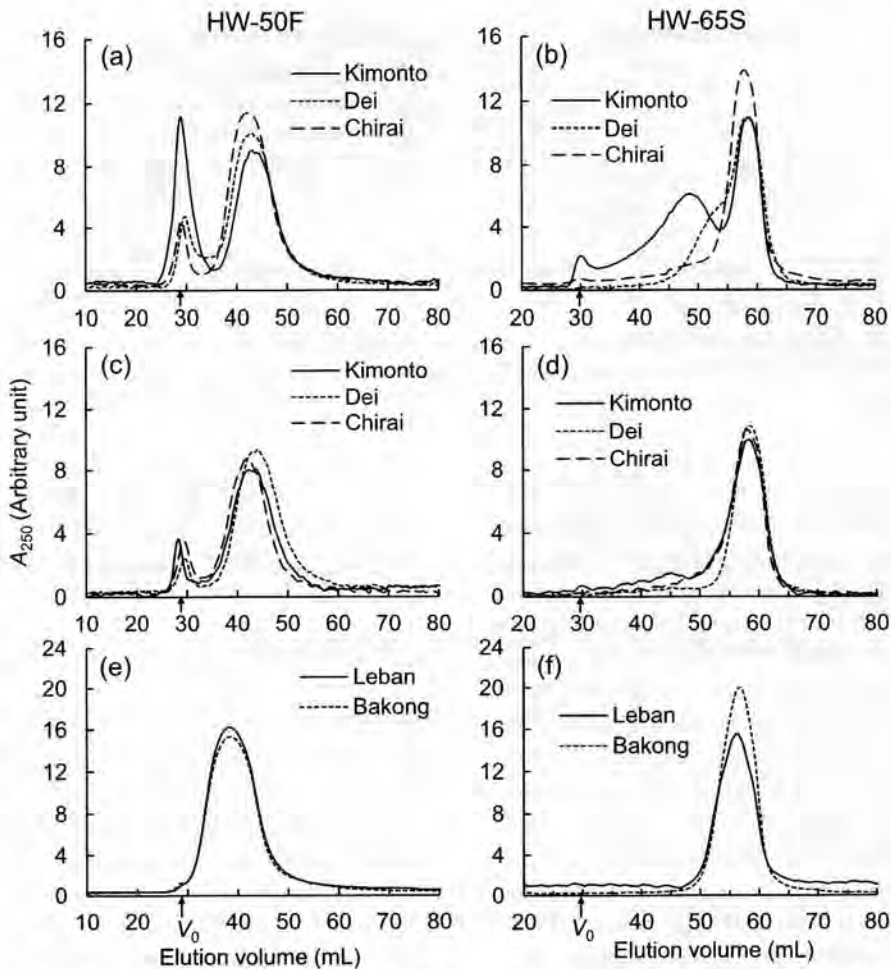 HW-50F
HW-65S
(a)
Kimonto
Dei
Chirai
16
12
8
4
0
10 20 30 40 50 60 70 80
(b)
Kimonto
Dei
Chirai
16
12
8
4
0
20 30 40 50 60 70 80
(c)
Kimonto
Dei
Chirai
16
12
8
4
0
10 20 30 40 50 60 70 80
(d)
Kimonto
Dei
Chirai
16
12
8
4
0
20 30 40 50 60 70 80
A250 (Arbitrary unit)
(e)
Leban
Bakong
24
20
16
12
8
4
0
10 20 30 40 50 60 70 80
V0
Elution volume (mL)
(f)
Leban
Bakong
24
20
16
12
8
4
0
20 30 40 50 60 70 80
V0
Elution volume (mL)